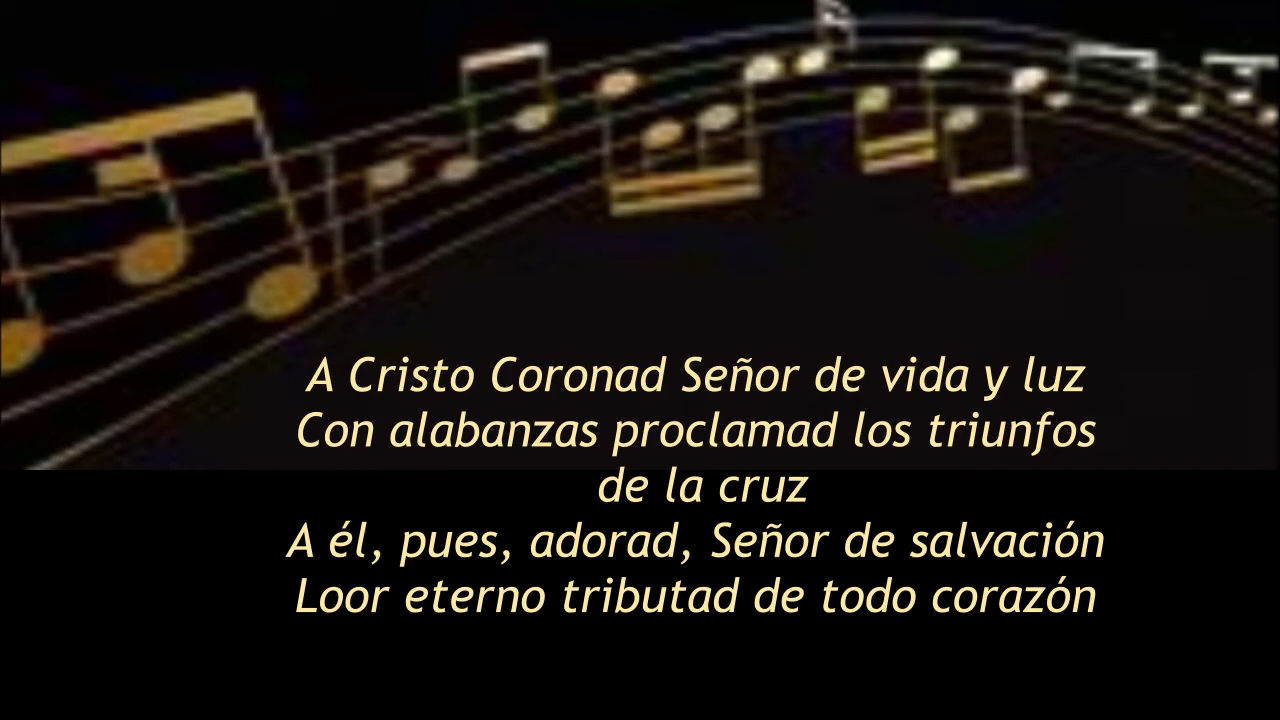 A Cristo Coronad Señor de vida y luz
Con alabanzas proclamad los triunfos
de la cruz
A él, pues, adorad, Señor de salvación
Loor eterno tributad de todo corazón